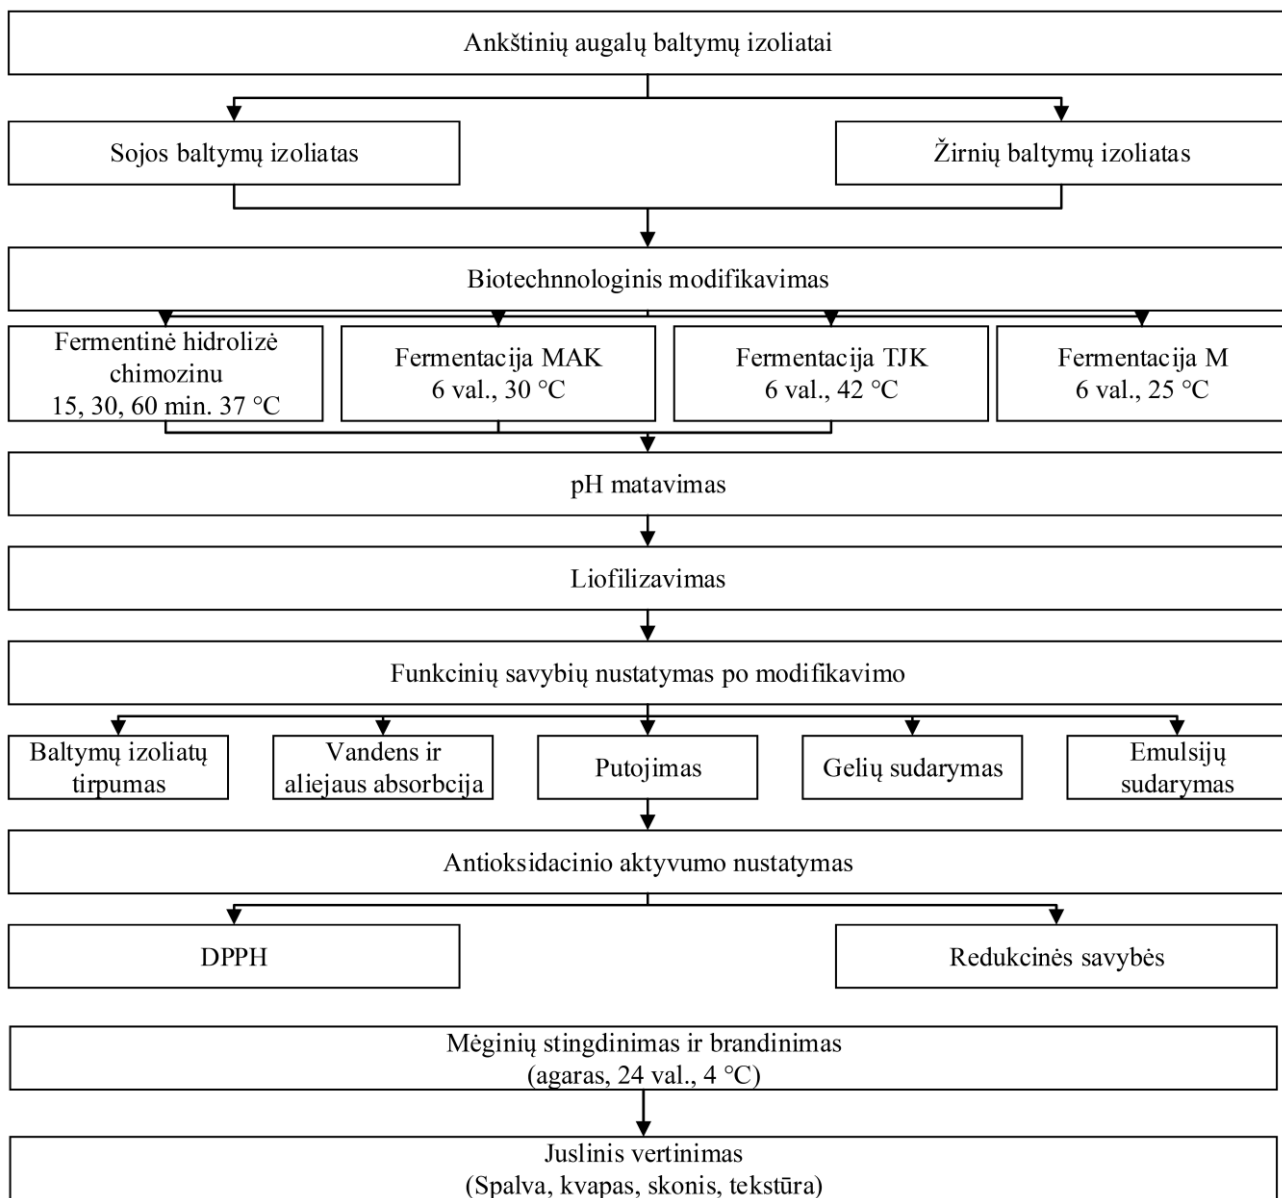 Ankštinių augalų baltymų izoliatai
Sojos baltymų izoliatas
Žirnių baltymų izoliatas
Biotechnnologinis modifikavimas
Fermentinė hidrolizė
chimozinu
15, 30, 60 min. 37 °C
Fermentacija MAK
6 val., 30 °C
Fermentacija TJK
6 val., 42 °C
Fermentacija M
6 val., 25 °C
pH matavimas
Liofilizavimas
Funkcinių savybių nustatymas po modifikavimo
Baltymų izoliatų
tirpumas
Vandens ir
aliejaus absorbcija
Putojimas
Gelių sudarymas
Emulsijų
sudarymas
Antioksidacinio aktyvumo nustatymas
DPPH
Redukcinės savybės
Mėginių stingdinimas ir brandinimas
(agaras, 24 val., 4 °C)
Juslinis vertinimas
(Spalva, kvapas, skonis, tekstūra)